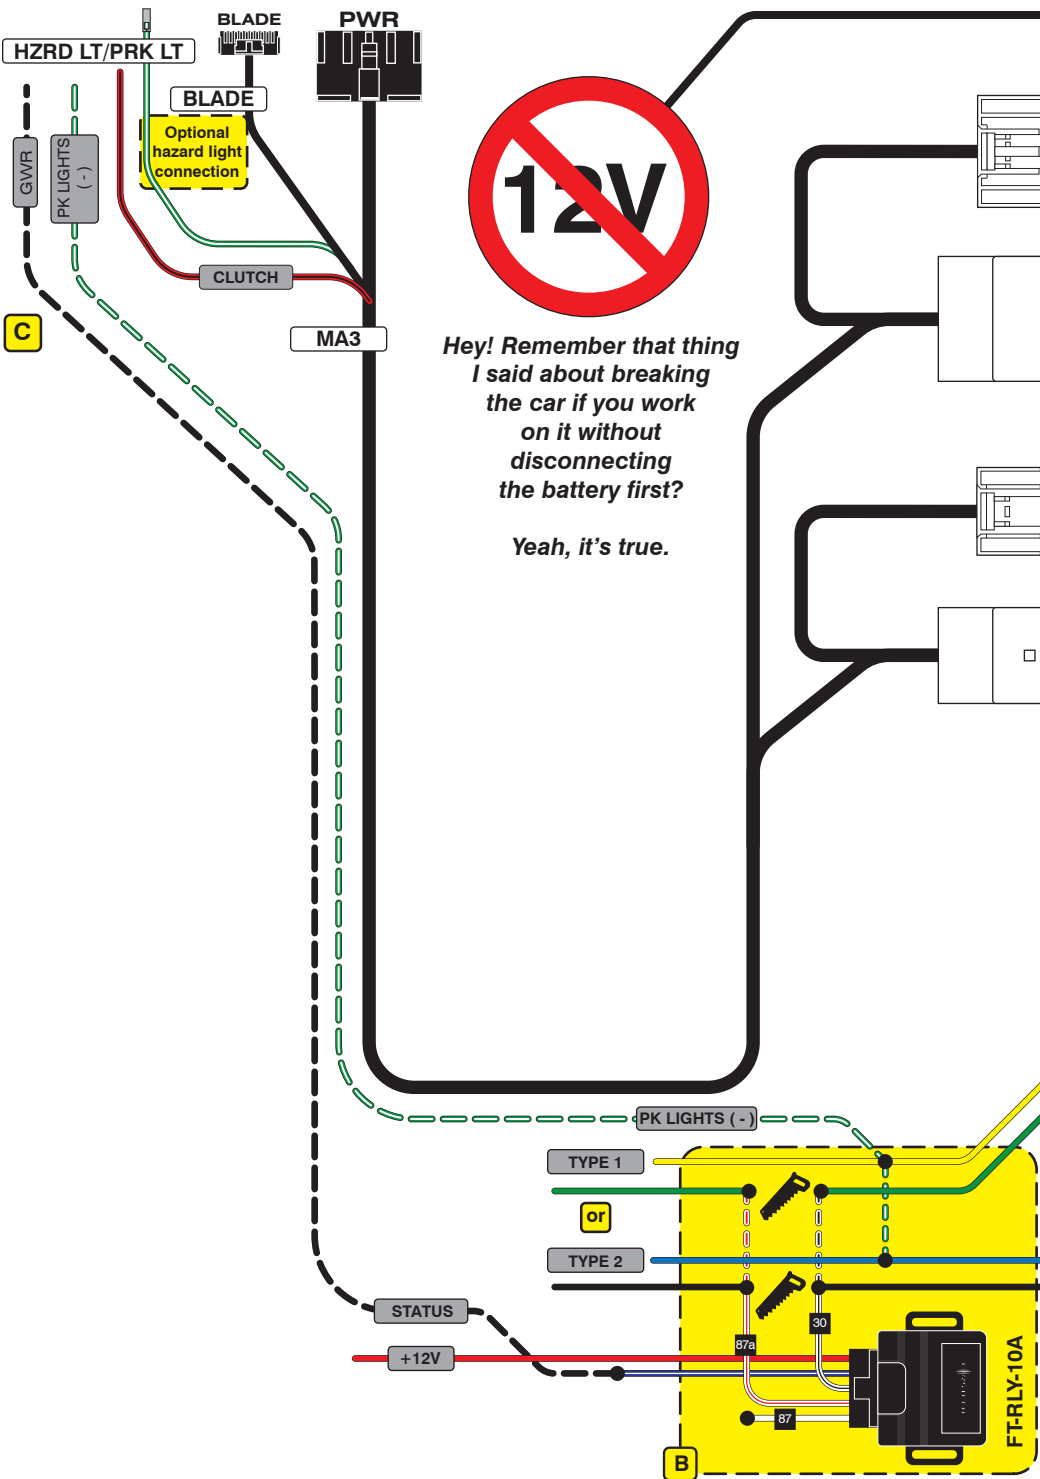 BLADE
PWR
HZRD LT/PRK LT
BLADE
Optional
hazard light
connection
GWR
PK LIGHTS
( - )
12V
CLUTCH
C
MA3
Hey! Remember that thing
I said about breaking
the car if you work
on it without
disconnecting
the battery first?
Yeah, it's true.
PK LIGHTS ( - )
TYPE 1
or
TYPE 2
STATUS
30
87a
+12V
87
FT-RLY-10A
B